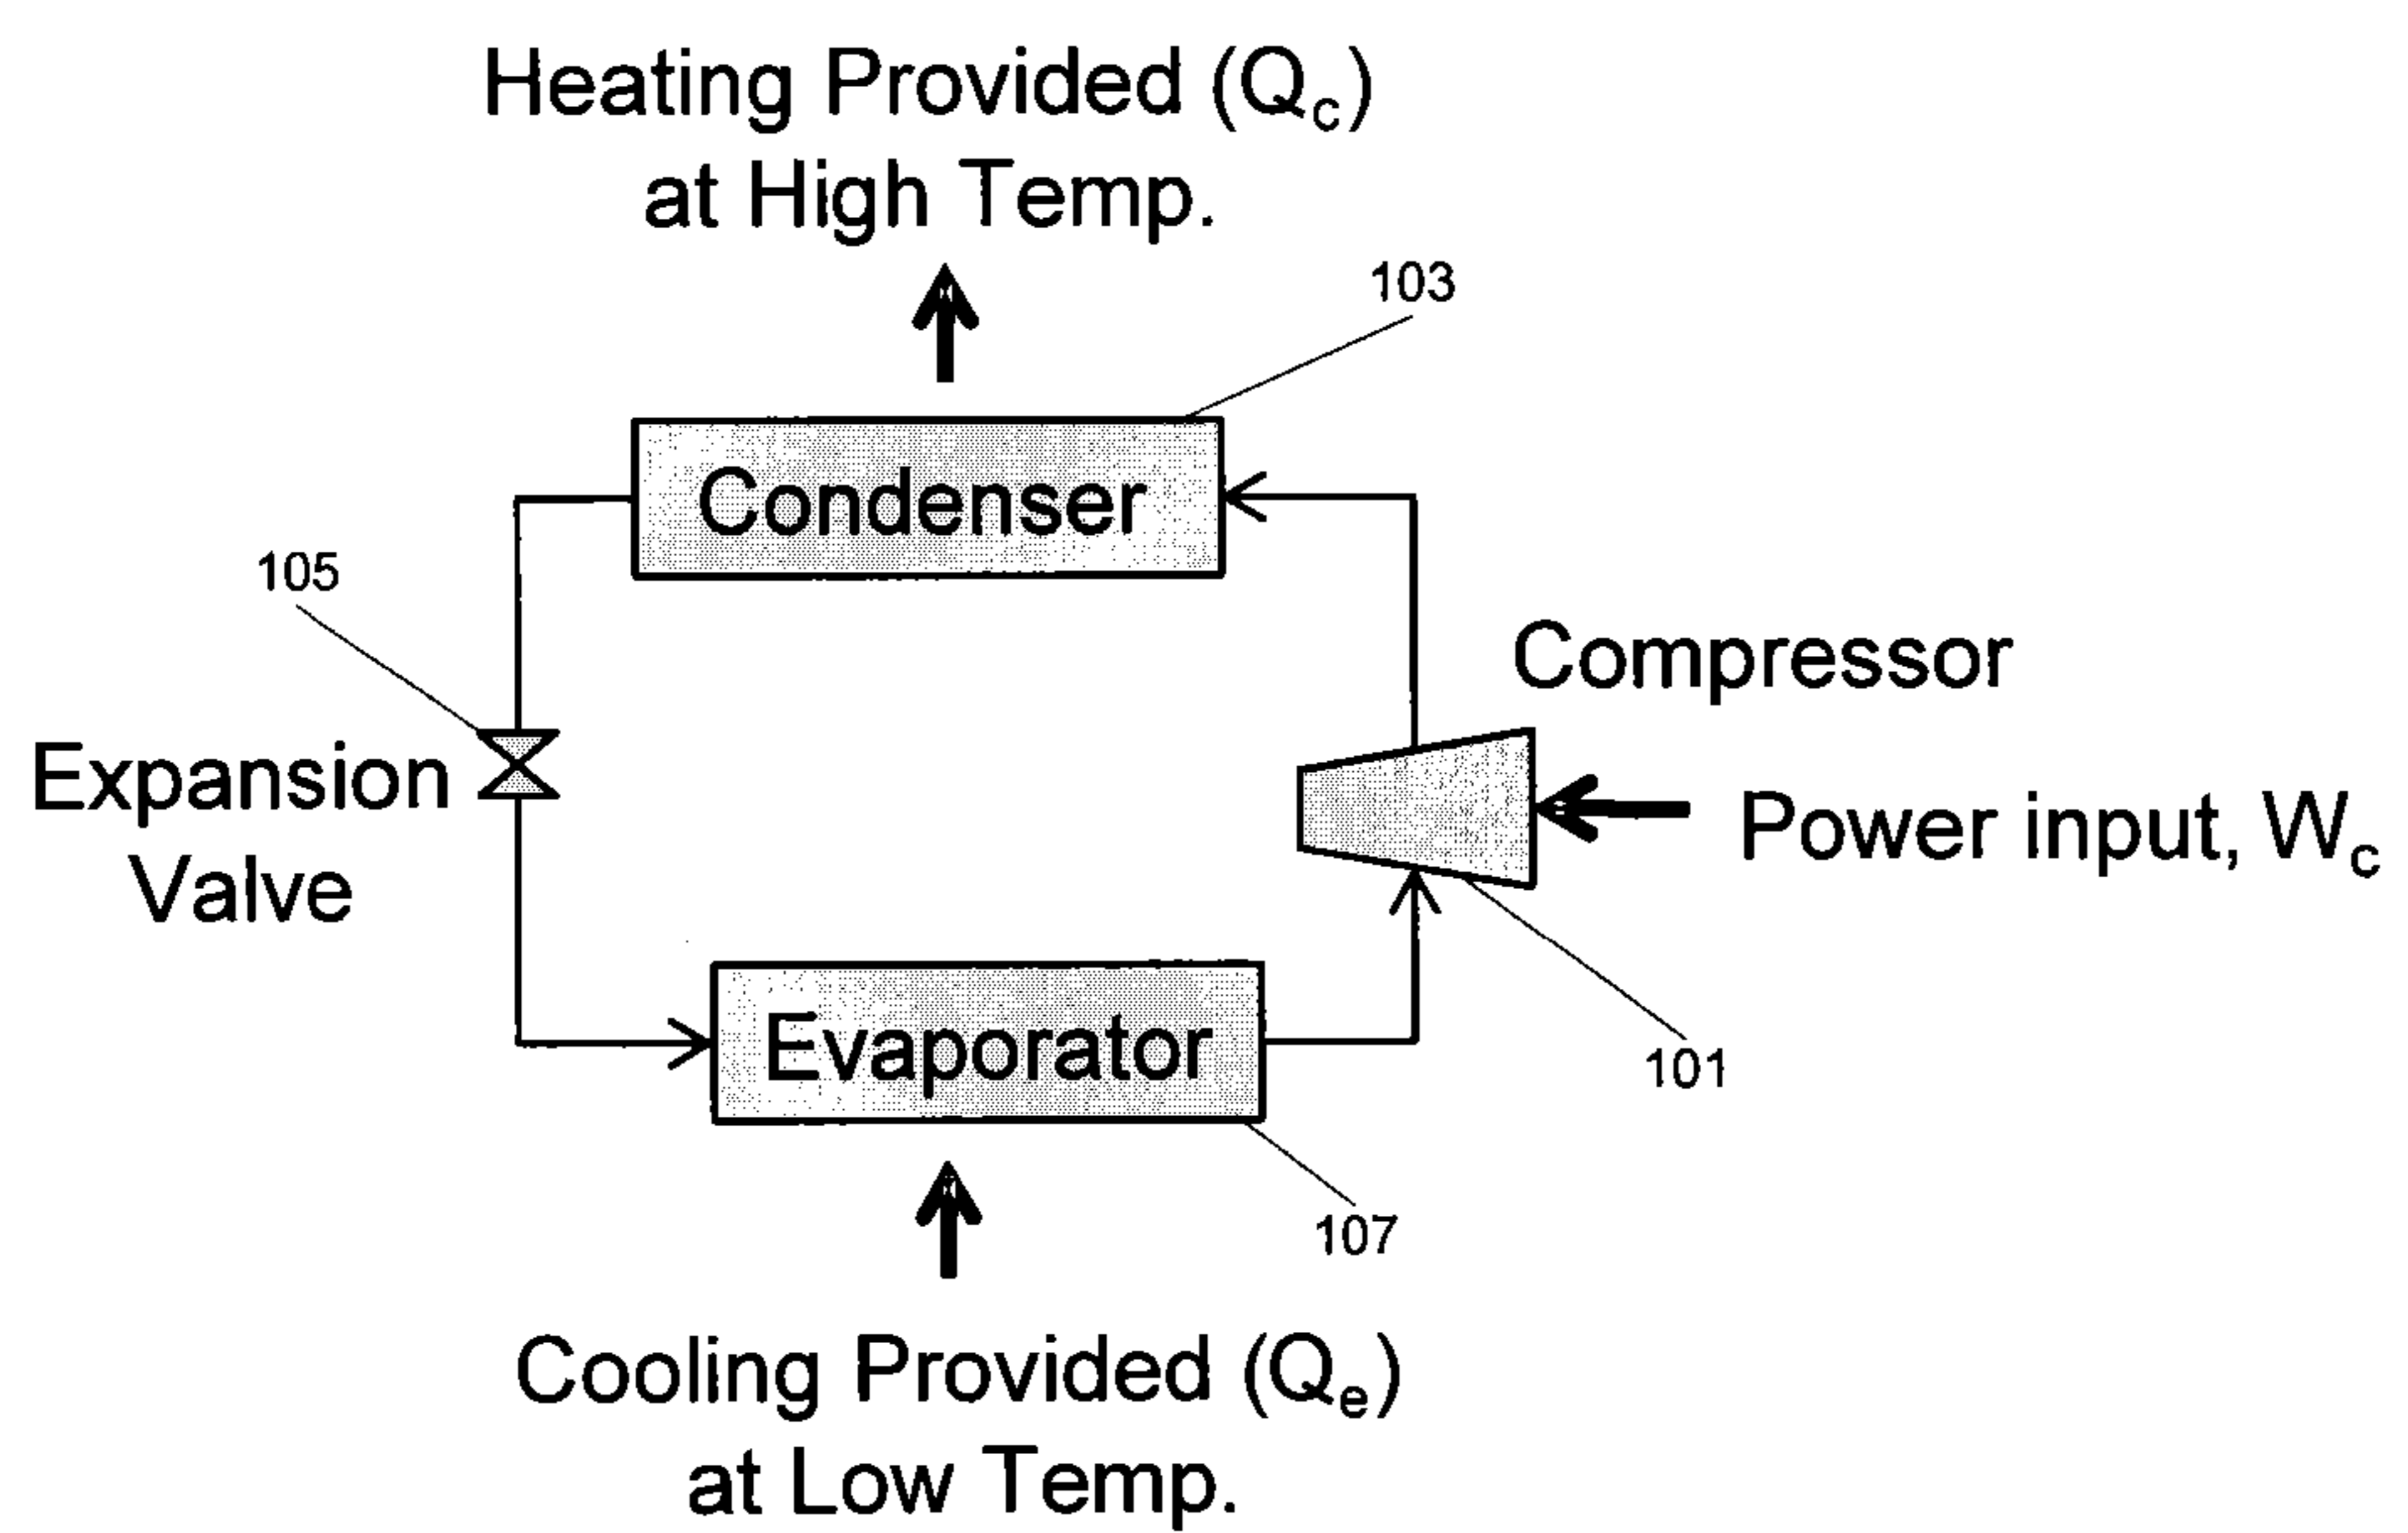 Heating Provided (Qc)
at High Temp.
103
Condenser
105
Compressor
Expansion
Valve
Power input, Wc
Evaporator
101
107
Cooling Provided (Qe)
at Low Temp.